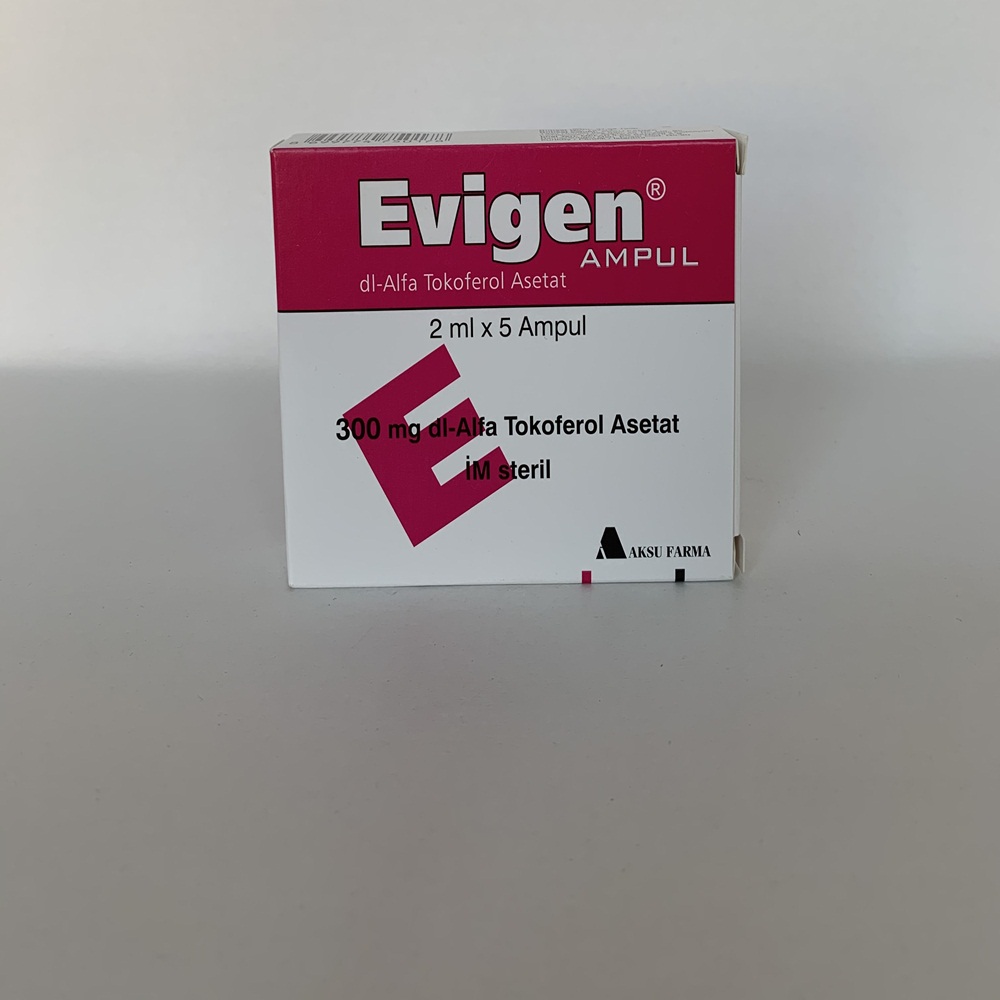 Evigen®
AMPUL
dl-Alfa Tokoferol Asetat
2 ml x 5 Ampul
E
300 mg dl-Alfa Tokoferol Asetat
İM steril
AKSU FARMA